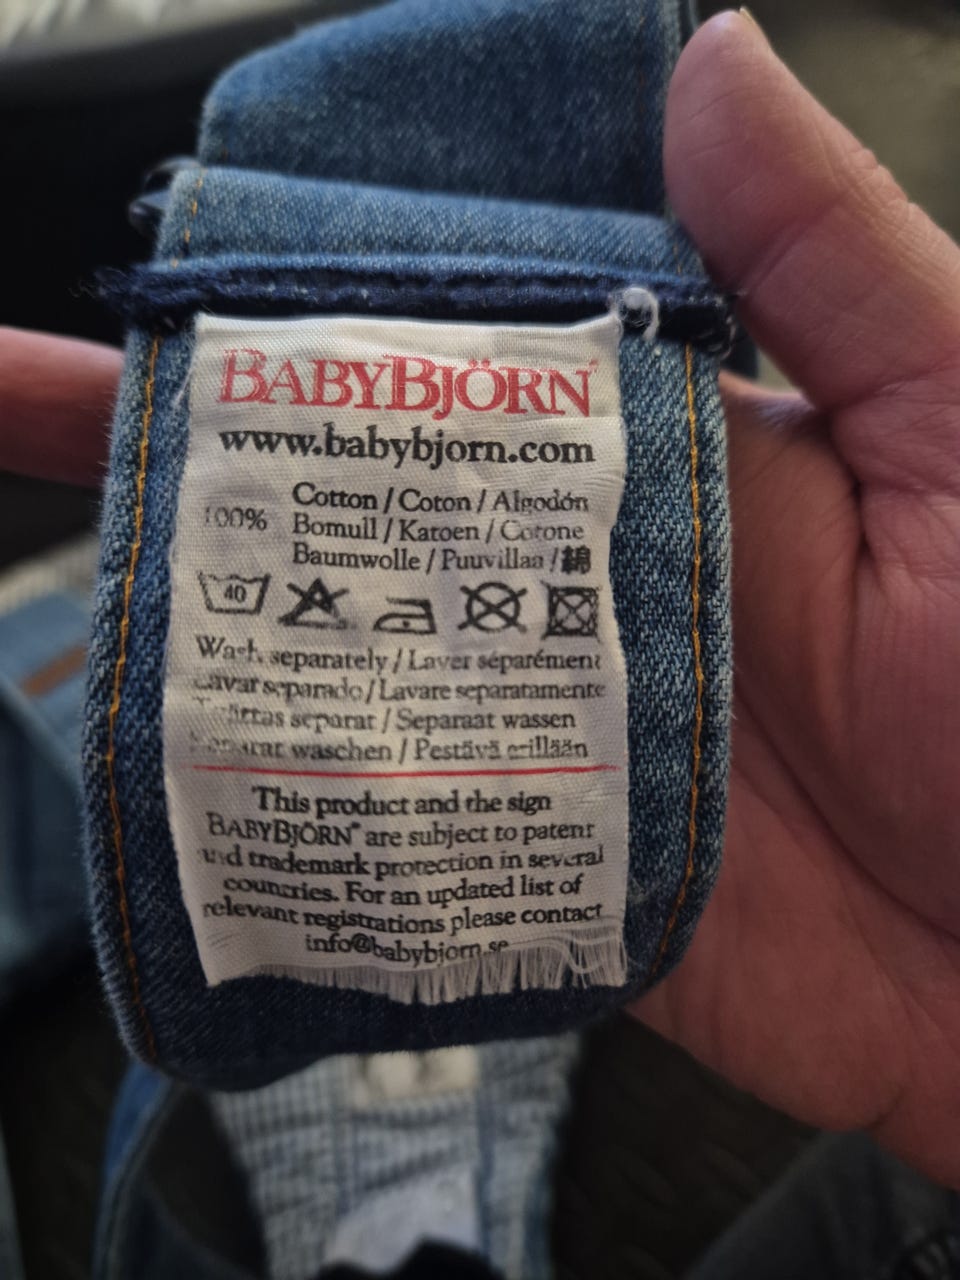 BABYBJÖRN
www.babybjorn.com
100%
Cotton / Coton / Algodón
Bomull / Katoen / Cotone
Baumwolle / Puuvillaa / 綿
40
Wash separately / Laver séparément
Lavar separado / Lavare separatamente
separat / Separaat wassen
waschen / Pestävä erillään
This product and the sign
BABYBJÖRN are subject to patent
and trademark protection in several
countries. For an updated list of
relevant registrations please contact
info@babybjorn.se